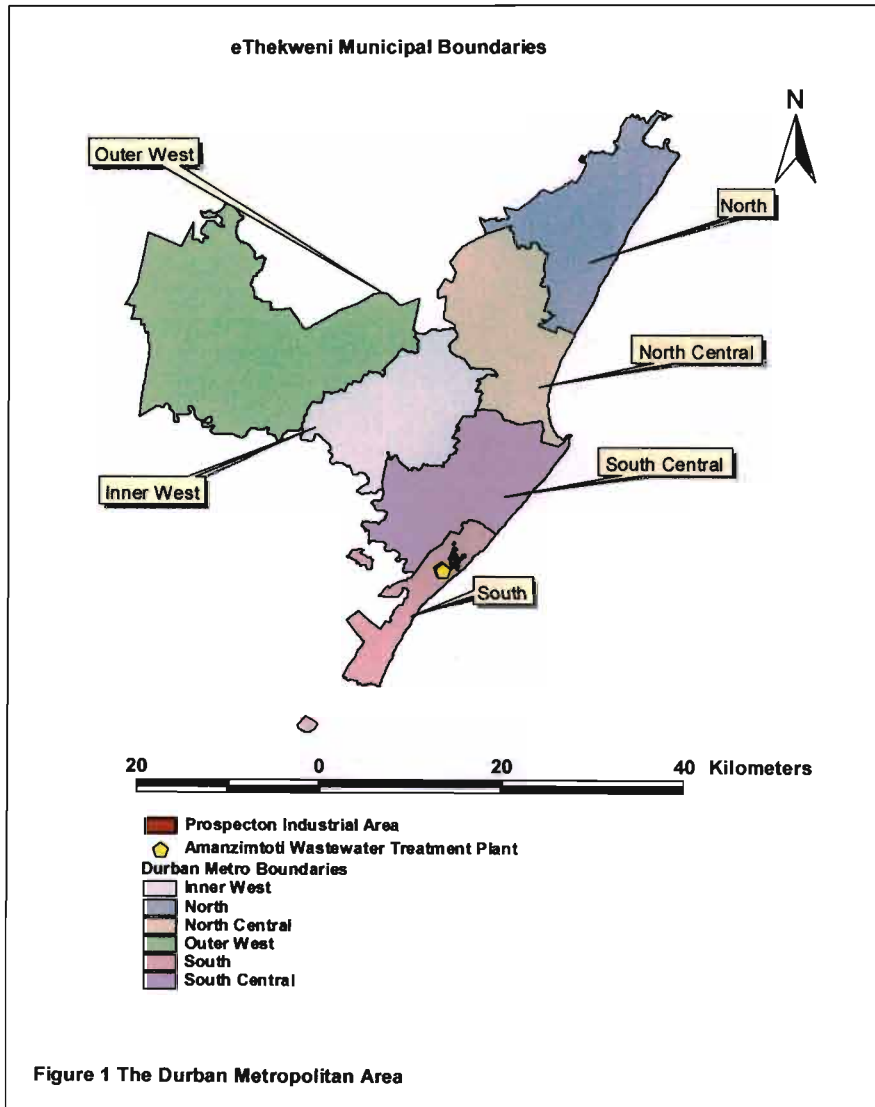 eThekweni Municipal Boundaries
N
Outer West
North
North Central
South Central
Inner West
South
20 0 20 40 Kilometers
Prospecton Industrial Area
Amanzimtoti Wastewater Treatment Plant
Durban Metro Boundaries
Inner West
North
North Central
Outer West
South
South Central
Figure 1 The Durban Metropolitan Area